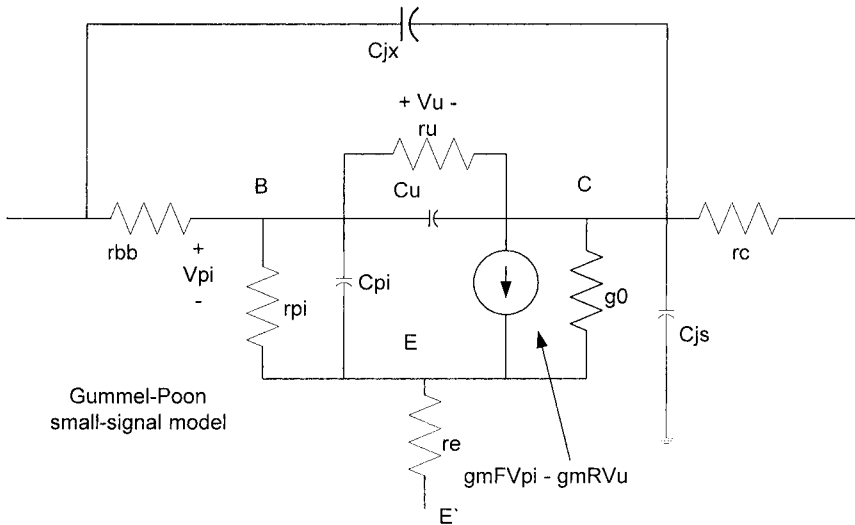 Cjx
+ Vu -
ru
B
Cu
C
rbb
+
Vpi
-
rpi
Cpi
g0
rc
Cjs
E
Gummel-Poon
small-signal model
re
gmFVpi - gmRVu
E`